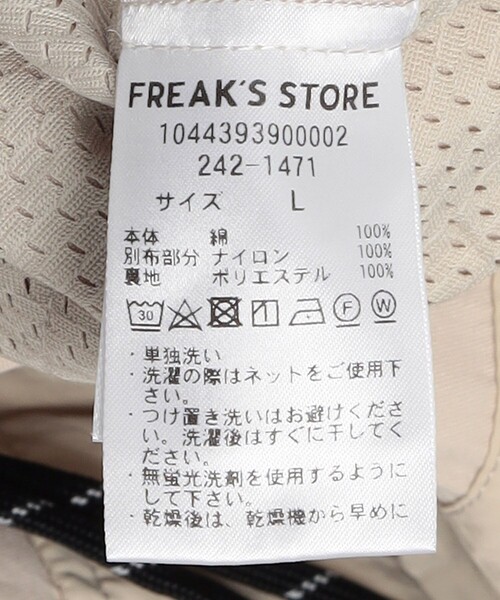 FREAK'S STORE
1044393900002
242-1471
サイズ L
本体 綿 100%
別布部分 ナイロン 100%
裏地 ポリエステル 100%
30 F W
・単独洗い
・洗濯の際はネットをご使用下
さい。
・つけ置き洗いはお避けくださ
い。洗濯後はすぐに干してく
ださい。
・無蛍光洗剤を使用するように
して下さい。
・乾燥後は、乾燥機から早めに